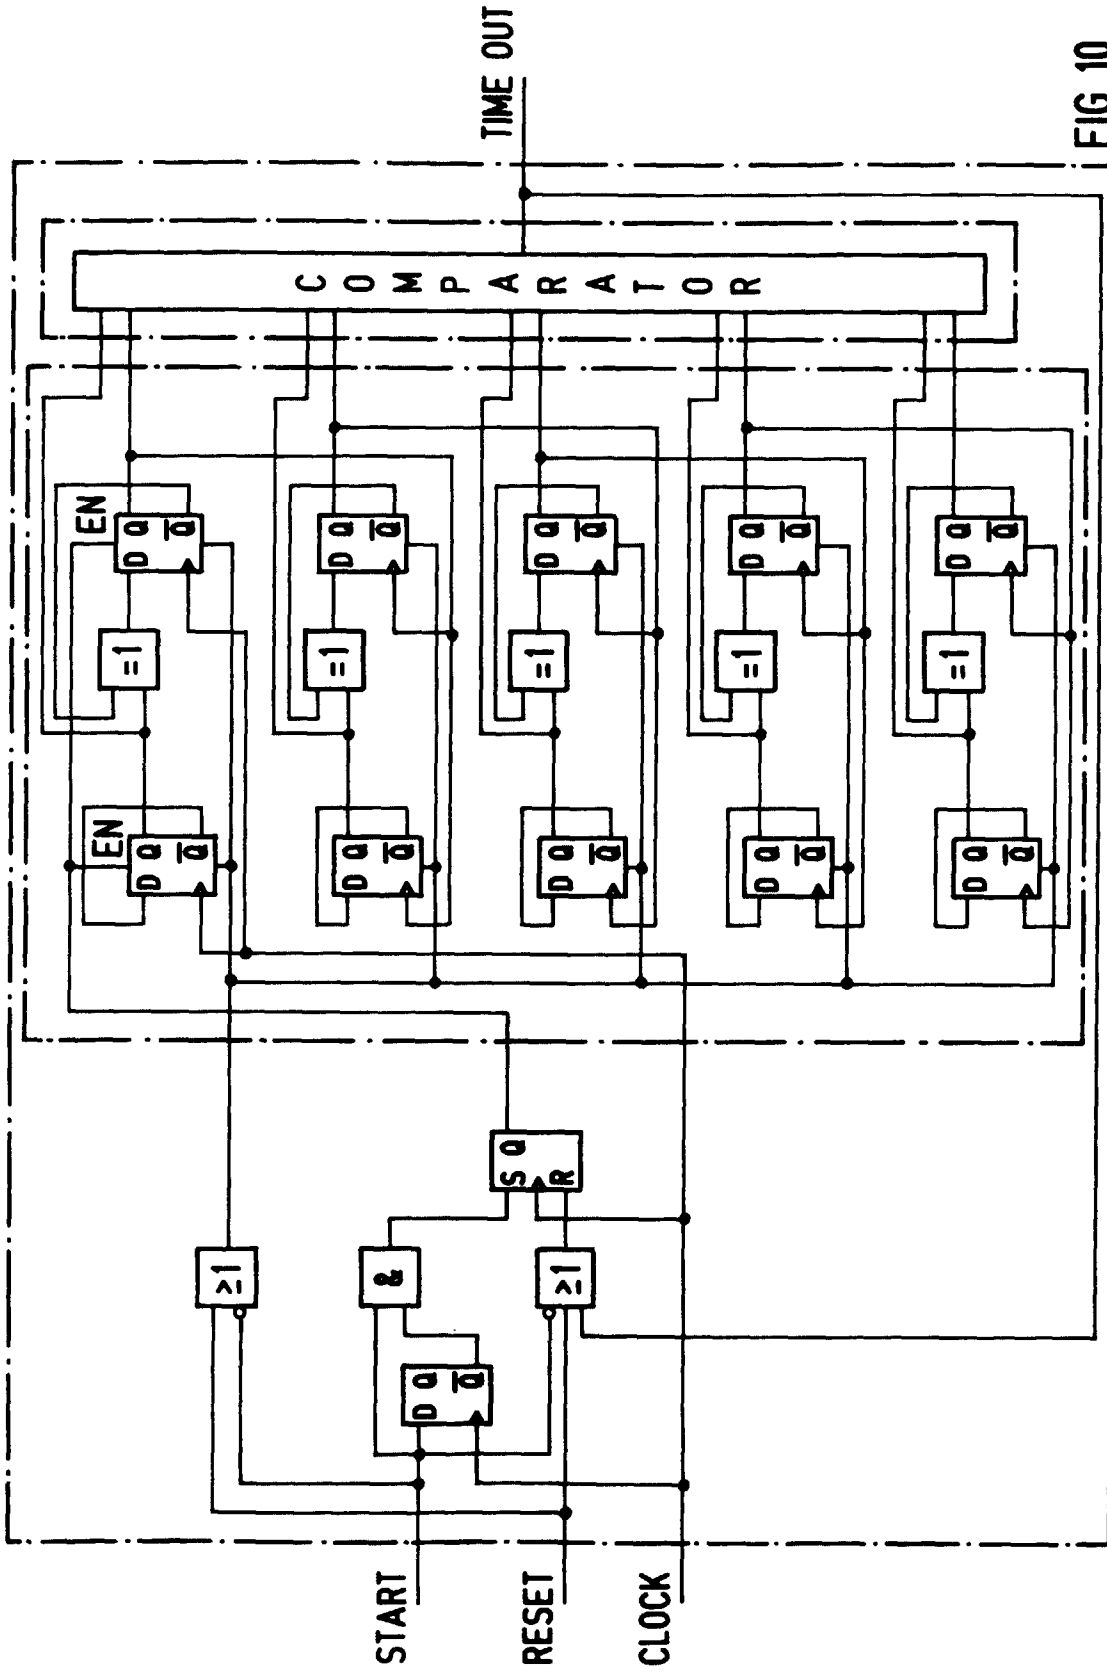 START
RESET
CLOCK
D Q
Q̅
≥1
&
≥1
S Q
R
EN
D Q
Q̅
=1
EN
D Q
Q̅
D Q
Q̅
=1
D Q
Q̅
D Q
Q̅
=1
D Q
Q̅
D Q
Q̅
=1
D Q
Q̅
D Q
Q̅
=1
D Q
Q̅
COMPARATOR
TIME OUT
FIG 10